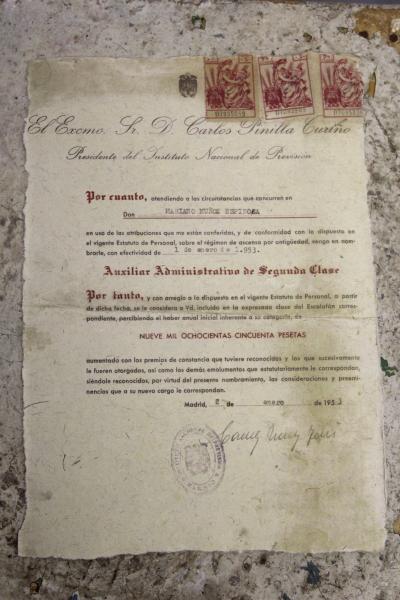 El Excmo. Sr. D. Carlos Pinilla Turiño
Presidente del Instituto Nacional de Previsión
Por cuanto, atendiendo a las circunstancias que concurren en
Don MARIANO MUÑOZ ESPINOSA
en uso de las atribuciones que me están conferidas, y de conformidad con lo dispuesto en
el vigente Estatuto de Personal, sobre el régimen de ascenso por antigüedad, vengo en nom-
brarle, con efectividad de 1 de enero de 1.953.
Auxiliar Administrativo de Segunda Clase
Por tanto, y con arreglo a lo dispuesto en el vigente Estatuto de Personal, a partir
de dicha fecha, se le considera a Vd. incluido en la expresada clase del Escalafón corres-
pondiente, percibiendo el haber anual inicial inherente a su categoría, de
NUEVE MIL OCHOCIENTAS CINCUENTA PESETAS
aumentado con los premios de constancia que tuviere reconocidos y los que sucesivamente
le fueren otorgados, así como los demás emolumentos que estatutariamente le correspondan,
siéndole reconocidos, por virtud del presente nombramiento, las consideraciones y preemi-
nencias que a su nuevo cargo le correspondan.
Madrid, 2 de enero de 1953